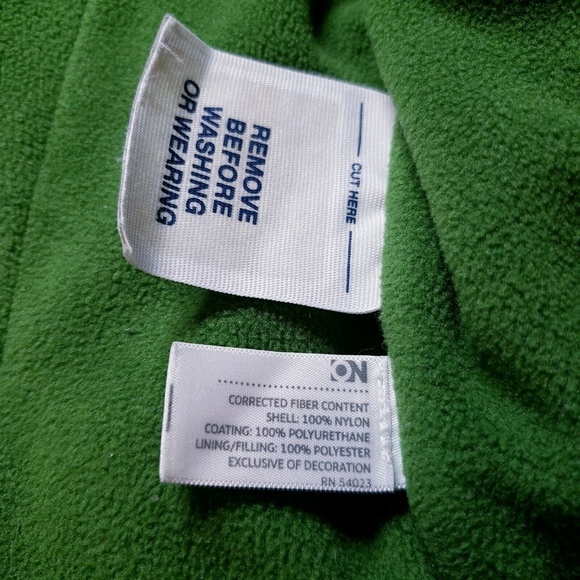 CUT HERE
REMOVE
BEFORE
WASHING
OR WEARING
ON
CORRECTED FIBER CONTENT
SHELL: 100% NYLON
COATING: 100% POLYURETHANE
LINING/FILLING: 100% POLYESTER
EXCLUSIVE OF DECORATION
RN 54023